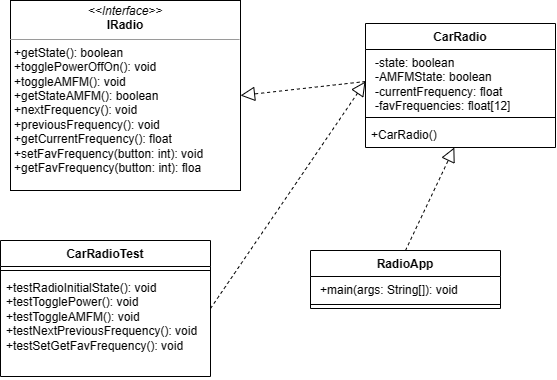 <<Interface>>
IRadio
+getState(): boolean
+togglePowerOffOn(): void
+toggleAMFM(): void
+getStateAMFM(): boolean
+nextFrequency(): void
+previousFrequency(): void
+getCurrentFrequency(): float
+setFavFrequency(button: int): void
+getFavFrequency(button: int): floa
CarRadio
-state: boolean
-AMFMState: boolean
-currentFrequency: float
-favFrequencies: float[12]
+CarRadio()
CarRadioTest
+testRadioInitialState(): void
+testTogglePower(): void
+testToggleAMFM(): void
+testNextPreviousFrequency(): void
+testSetGetFavFrequency(): void
RadioApp
+main(args: String[]): void